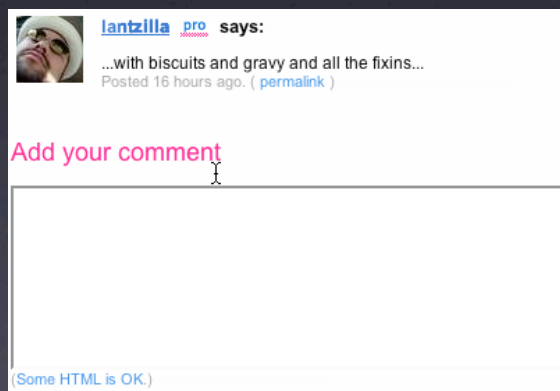 lantzilla pro says:
...with biscuits and gravy and all the fixins...
Posted 16 hours ago. ( permalink )
Add your comment
(Some HTML is OK.)